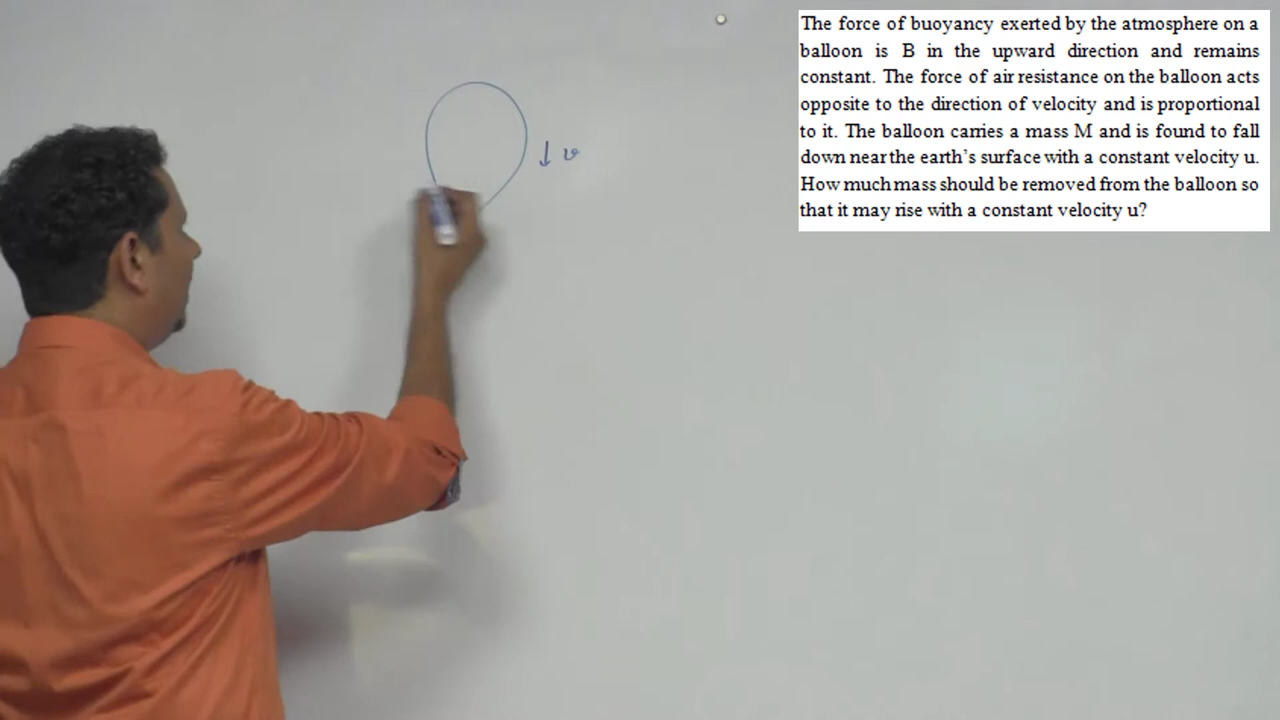 The force of buoyancy exerted by the atmosphere on a
balloon is B in the upward direction and remains
constant. The force of air resistance on the balloon acts
opposite to the direction of velocity and is proportional
to it. The balloon carries a mass M and is found to fall
down near the earth's surface with a constant velocity u.
How much mass should be removed from the balloon so
that it may rise with a constant velocity u?
↓ v